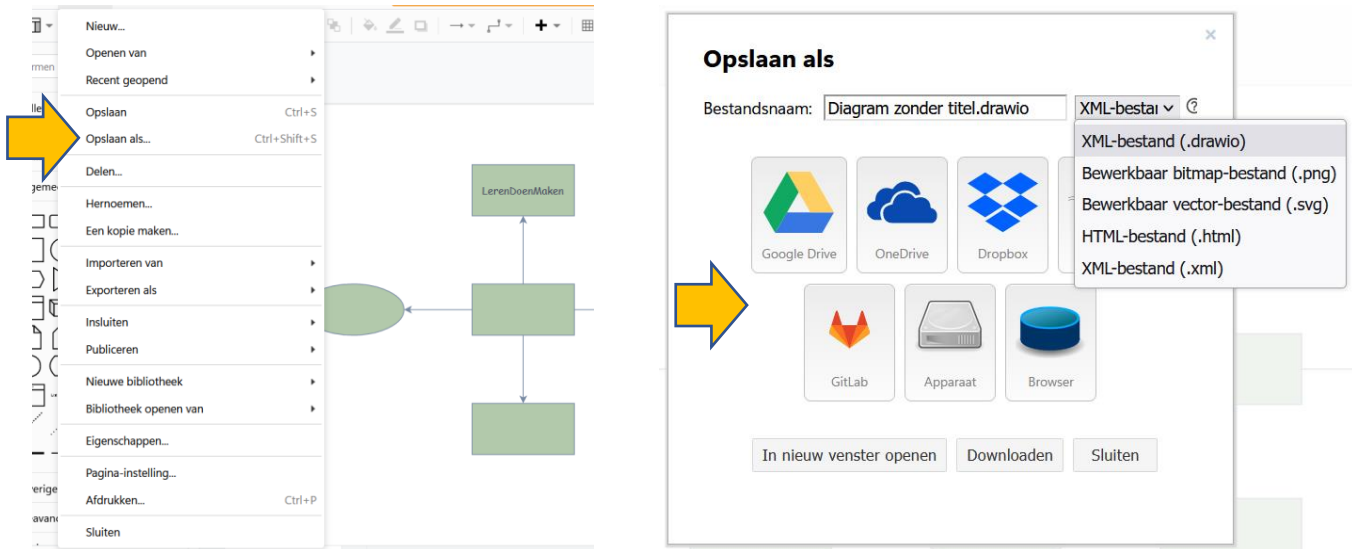 Nieuw...
Openen van
Recent geopend
Opslaan Ctrl+S
Opslaan als... Ctrl+Shift+S
Delen...
Hernoemen...
Een kopie maken...
Importeren van
Exporteren als
Insluiten
Publiceren
Nieuwe bibliotheek
Bibliotheek openen van
Eigenschappen...
Pagina-instelling...
Afdrukken... Ctrl+P
Sluiten
LerenDoenMaken
Opslaan als
Bestandsnaam: Diagram zonder titel.drawio XML-bestan
XML-bestand (.drawio)
Bewerkbaar bitmap-bestand (.png)
Bewerkbaar vector-bestand (.svg)
HTML-bestand (.html)
XML-bestand (.xml)
Google Drive OneDrive Dropbox
GitLab Apparaat Browser
In nieuw venster openen Downloaden Sluiten